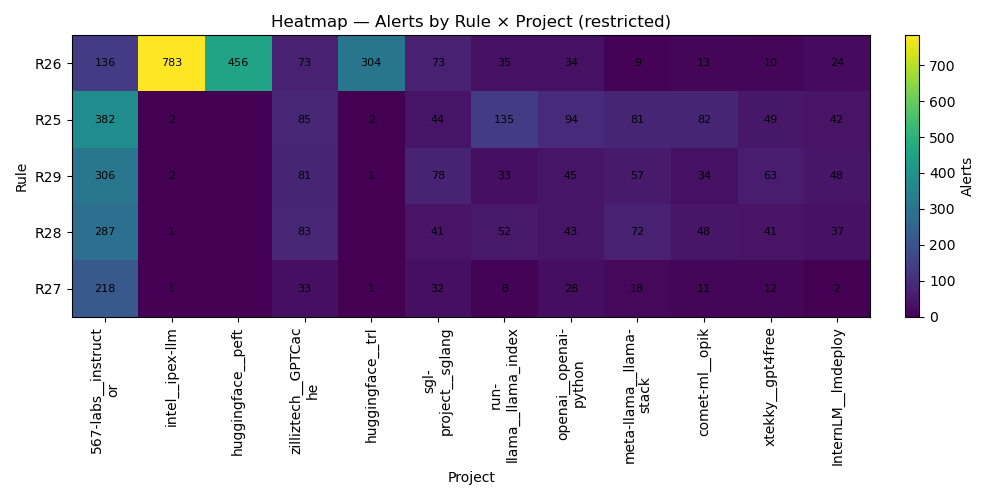 Heatmap — Alerts by Rule × Project (restricted)
Rule
R26 136 783 456 73 304 73 35 34 9 13 10 24
R25 382 2 85 2 44 135 94 81 82 49 42
R29 306 2 81 1 78 33 45 57 34 63 48
R28 287 1 83 41 52 43 72 48 41 37
R27 218 1 33 1 32 8 28 18 11 12 2
567-labs__instruct
or
intel__ipex-llm
huggingface__peft
zilliztech__GPTCac
he
huggingface__trl
sgl-
project__sglang
run-
llama__llama_index
openai__openai-
python
meta-llama__llama-
stack
comet-ml__opik
xtekky__gpt4free
InternLM__lmdeploy
Project
700
600
500
400
300
200
100
0
Alerts